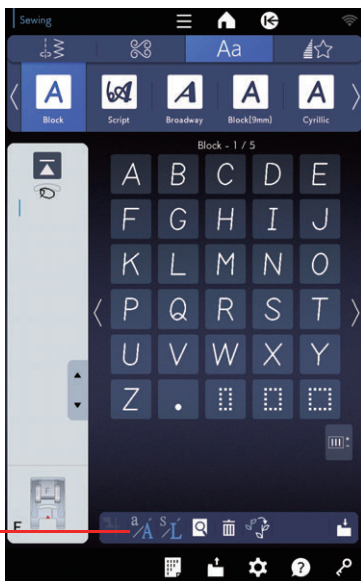 Sewing
Aa
A A A A A
Block Script Broadway Block(9mm) Cyrillic
Block - 1 / 5
A B C D E
F G H I J
K L M N O
P Q R S T
U V W X Y
Z .
F a/A S/L
?